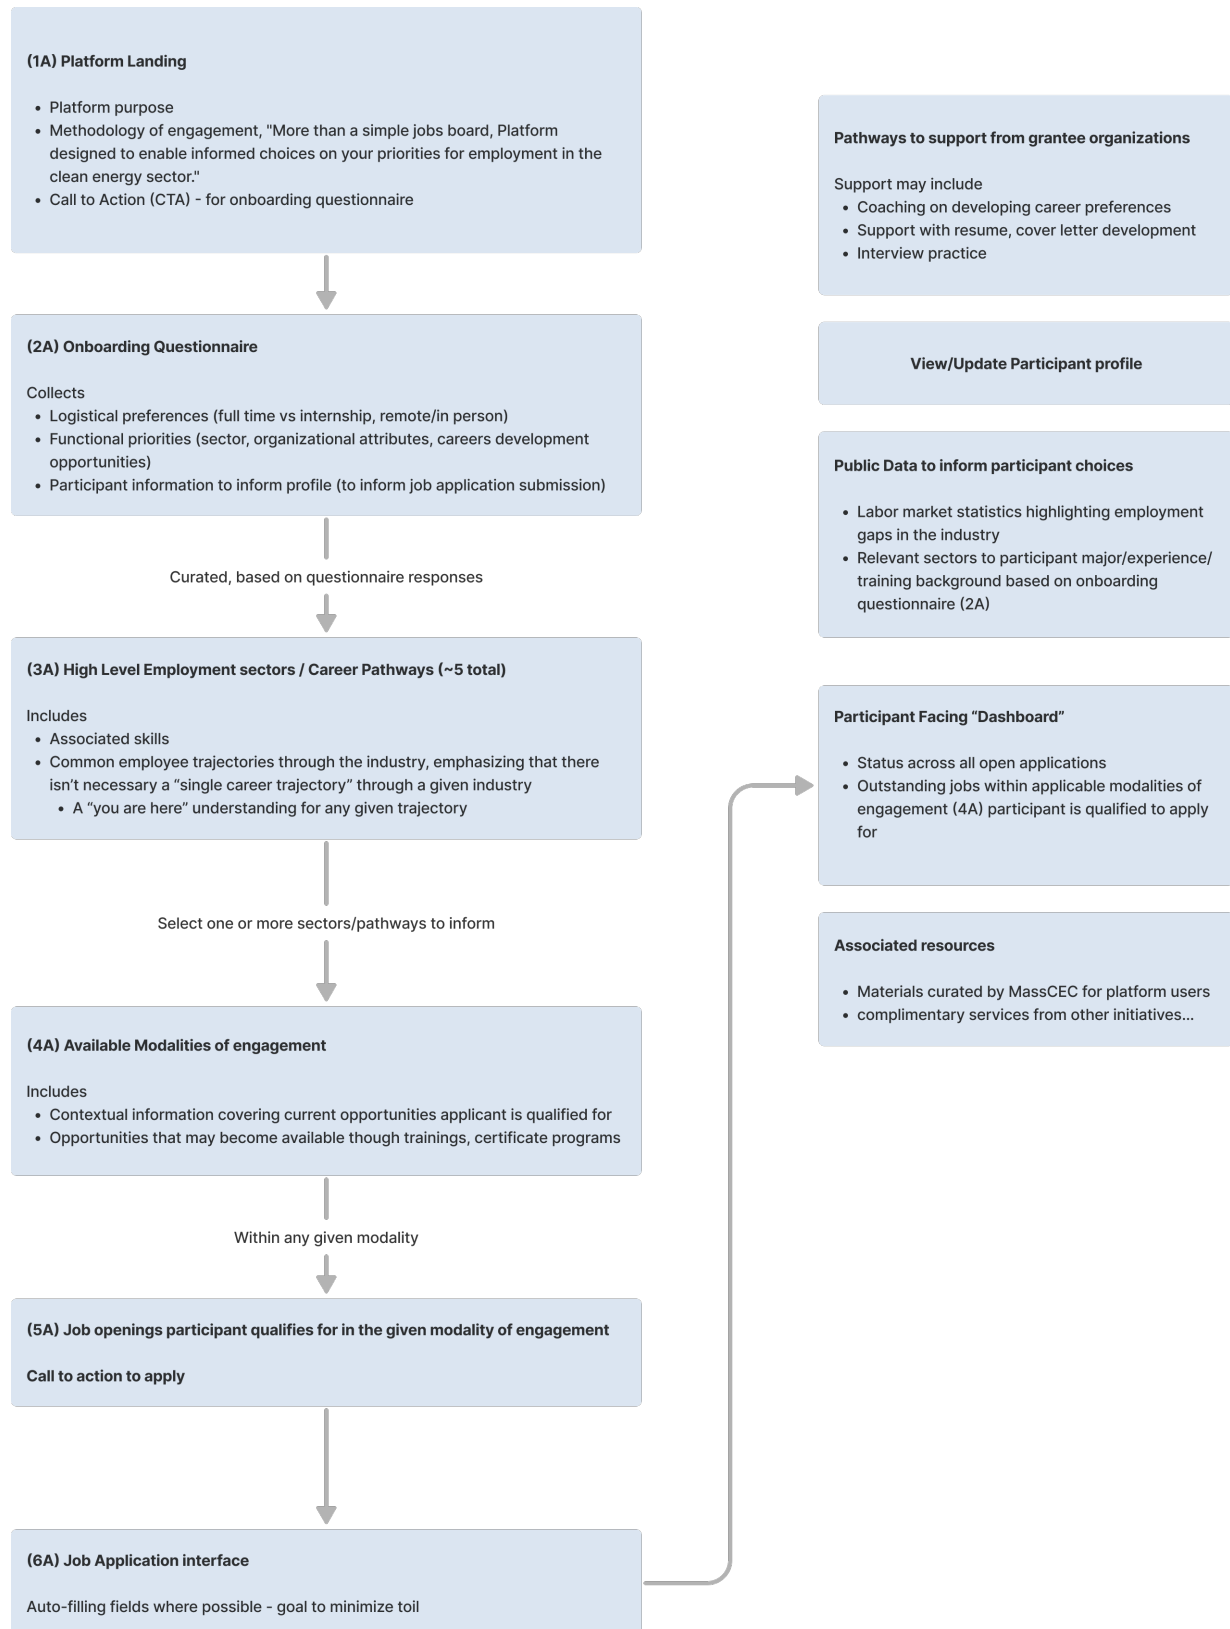 (1A) Platform Landing
• Platform purpose
• Methodology of engagement, "More than a simple jobs board, Platform
designed to enable informed choices on your priorities for employment in the
clean energy sector."
• Call to Action (CTA) - for onboarding questionnaire
(2A) Onboarding Questionnaire
Collects
• Logistical preferences (full time vs internship, remote/in person)
• Functional priorities (sector, organizational attributes, careers development
opportunities)
• Participant information to inform profile (to inform job application submission)
Curated, based on questionnaire responses
(3A) High Level Employment sectors / Career Pathways (~5 total)
Includes
• Associated skills
• Common employee trajectories through the industry, emphasizing that there
isn’t necessary a “single career trajectory” through a given industry
• A “you are here” understanding for any given trajectory
Select one or more sectors/pathways to inform
(4A) Available Modalities of engagement
Includes
• Contextual information covering current opportunities applicant is qualified for
• Opportunities that may become available though trainings, certificate programs
Within any given modality
(5A) Job openings participant qualifies for in the given modality of engagement
Call to action to apply
(6A) Job Application interface
Auto-filling fields where possible - goal to minimize toil
Pathways to support from grantee organizations
Support may include
• Coaching on developing career preferences
• Support with resume, cover letter development
• Interview practice
View/Update Participant profile
Public Data to inform participant choices
• Labor market statistics highlighting employment
gaps in the industry
• Relevant sectors to participant major/experience/
training background based on onboarding
questionnaire (2A)
Participant Facing “Dashboard”
• Status across all open applications
• Outstanding jobs within applicable modalities of
engagement (4A) participant is qualified to apply
for
Associated resources
• Materials curated by MassCEC for platform users
• complimentary services from other initiatives...